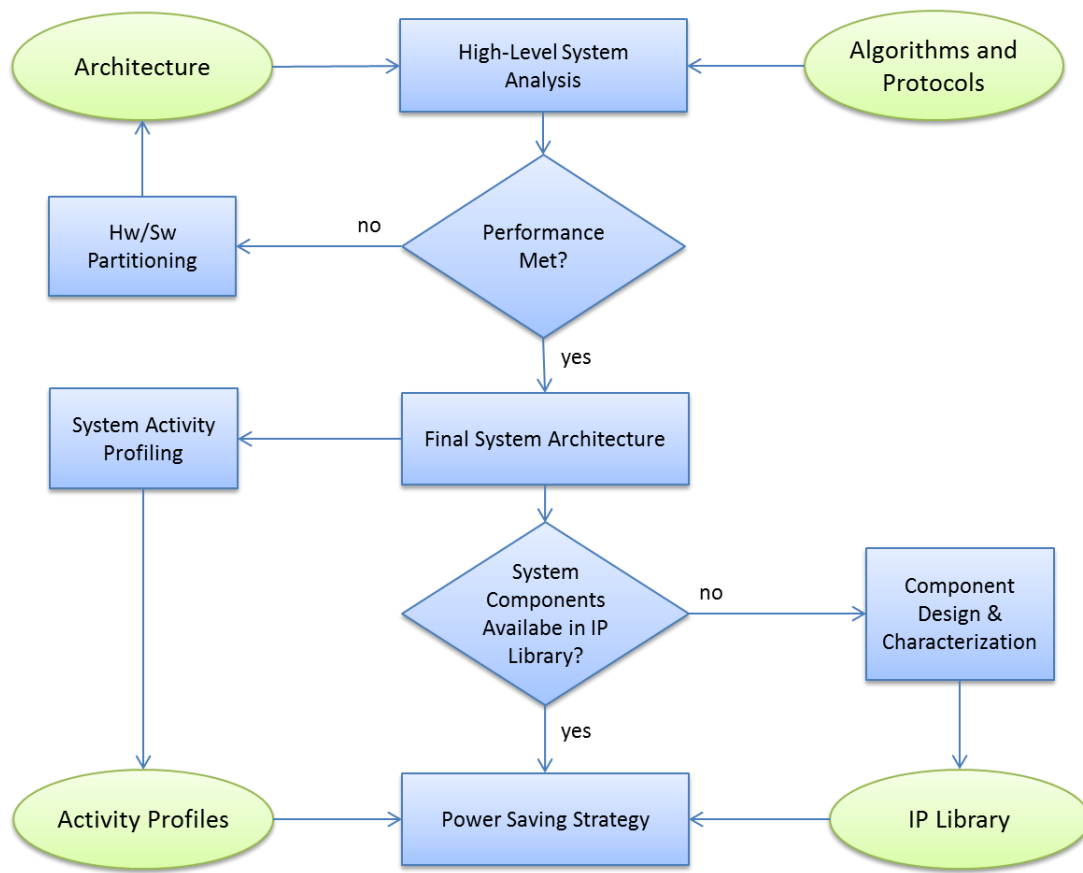 Architecture
High-Level System
Analysis
Algorithms and
Protocols
Hw/Sw
Partitioning
no
Performance
Met?
yes
System Activity
Profiling
Final System Architecture
System
Components
Availabe in IP
Library?
no
Component
Design &
Characterization
yes
Activity Profiles
Power Saving Strategy
IP Library